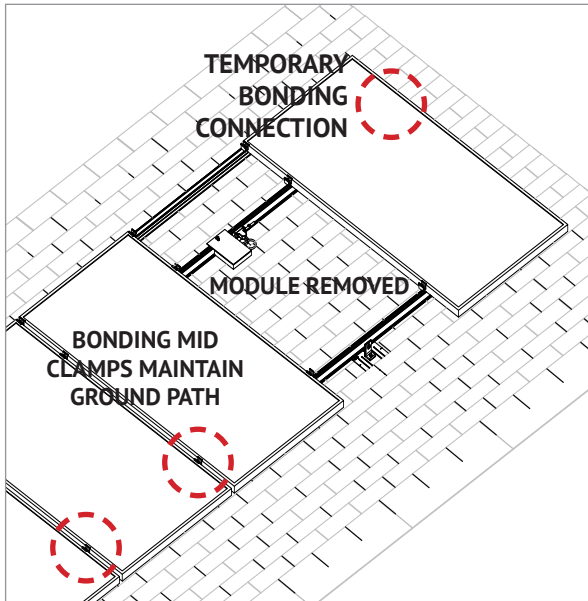 TEMPORARY
BONDING
CONNECTION
MODULE REMOVED
BONDING MID
CLAMPS MAINTAIN
GROUND PATH